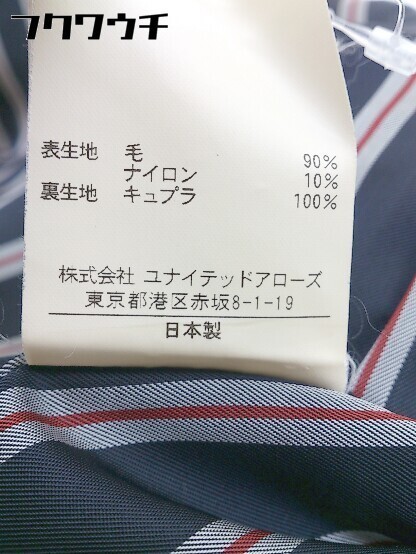 フクワウチ
表生地 毛 90%
ナイロン 10%
裏生地 キュプラ 100%
株式会社 ユナイテッドアローズ
東京都港区赤坂8-1-19
日本製